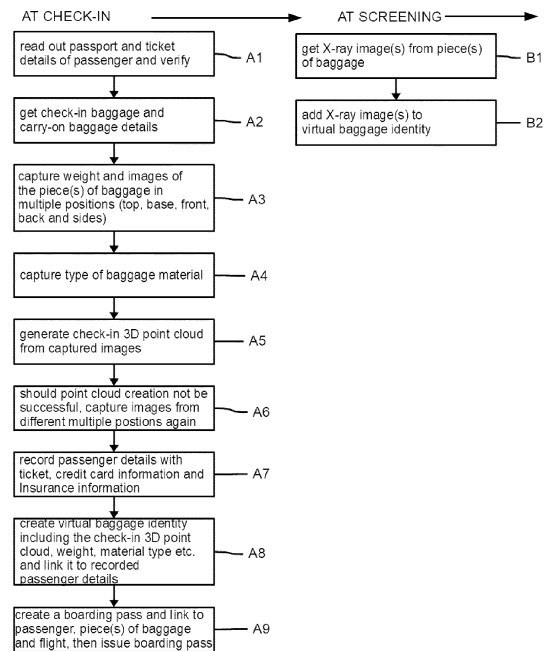 AT CHECK-IN
read out passport and ticket
details of passenger and verify
A1
get check-in baggage and
carry-on baggage details
A2
capture weight and images of
the piece(s) of baggage in
multiple positions (top, base, front,
back and sides)
A3
capture type of baggage material
A4
generate check-in 3D point cloud
from captured images
A5
should point cloud creation not be
successful, capture images from
different multiple postions again
A6
record passenger details with
ticket, credit card information and
Insurance information
A7
create virtual baggage identity
including the check-in 3D point
cloud, weight, material type etc.
and link it to recorded
passenger details
A8
create a boarding pass and link to
passenger, piece(s) of baggage
and flight, then issue boarding pass
A9
AT SCREENING
get X-ray image(s) from piece(s)
of baggage
B1
add X-ray image(s) to
virtual baggage identity
B2